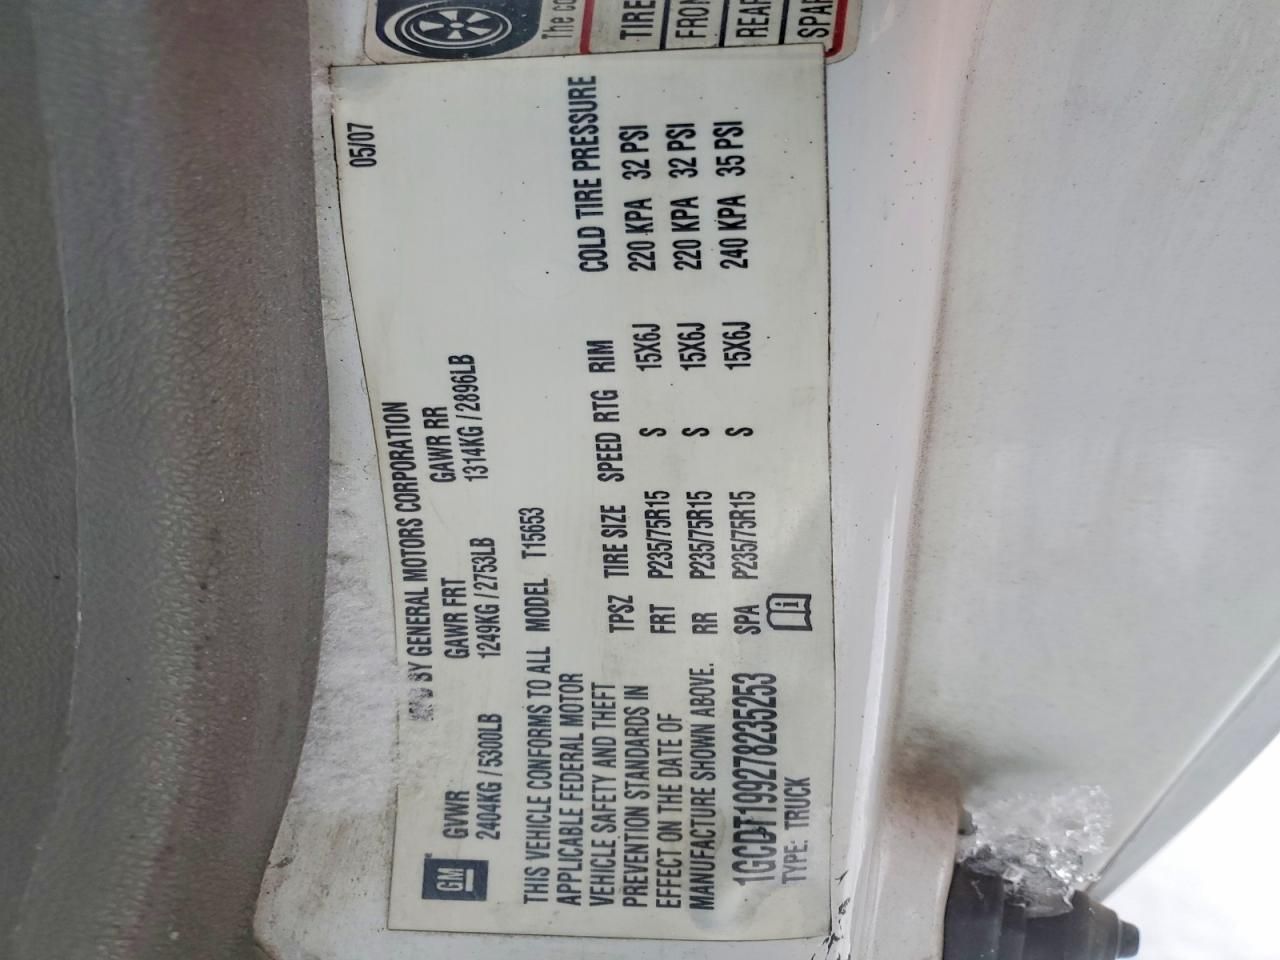 The
TIRE
FRON
REAR
SPAR
05/07
BY GENERAL MOTORS CORPORATION
GM
GVWR GAWR FRT GAWR RR
2404KG / 5300LB 1249KG / 2753LB 1314KG / 2896LB
THIS VEHICLE CONFORMS TO ALL
APPLICABLE FEDERAL MOTOR
VEHICLE SAFETY AND THEFT
PREVENTION STANDARDS IN
EFFECT ON THE DATE OF
MANUFACTURE SHOWN ABOVE.
1GCDT199278235253
TYPE: TRUCK
MODEL T15653
TPSZ TIRE SIZE SPEED RTG RIM COLD TIRE PRESSURE
FRT P235/75R15 S 15X6J 220 KPA 32 PSI
RR P235/75R15 S 15X6J 220 KPA 32 PSI
SPA P235/75R15 S 15X6J 240 KPA 35 PSI